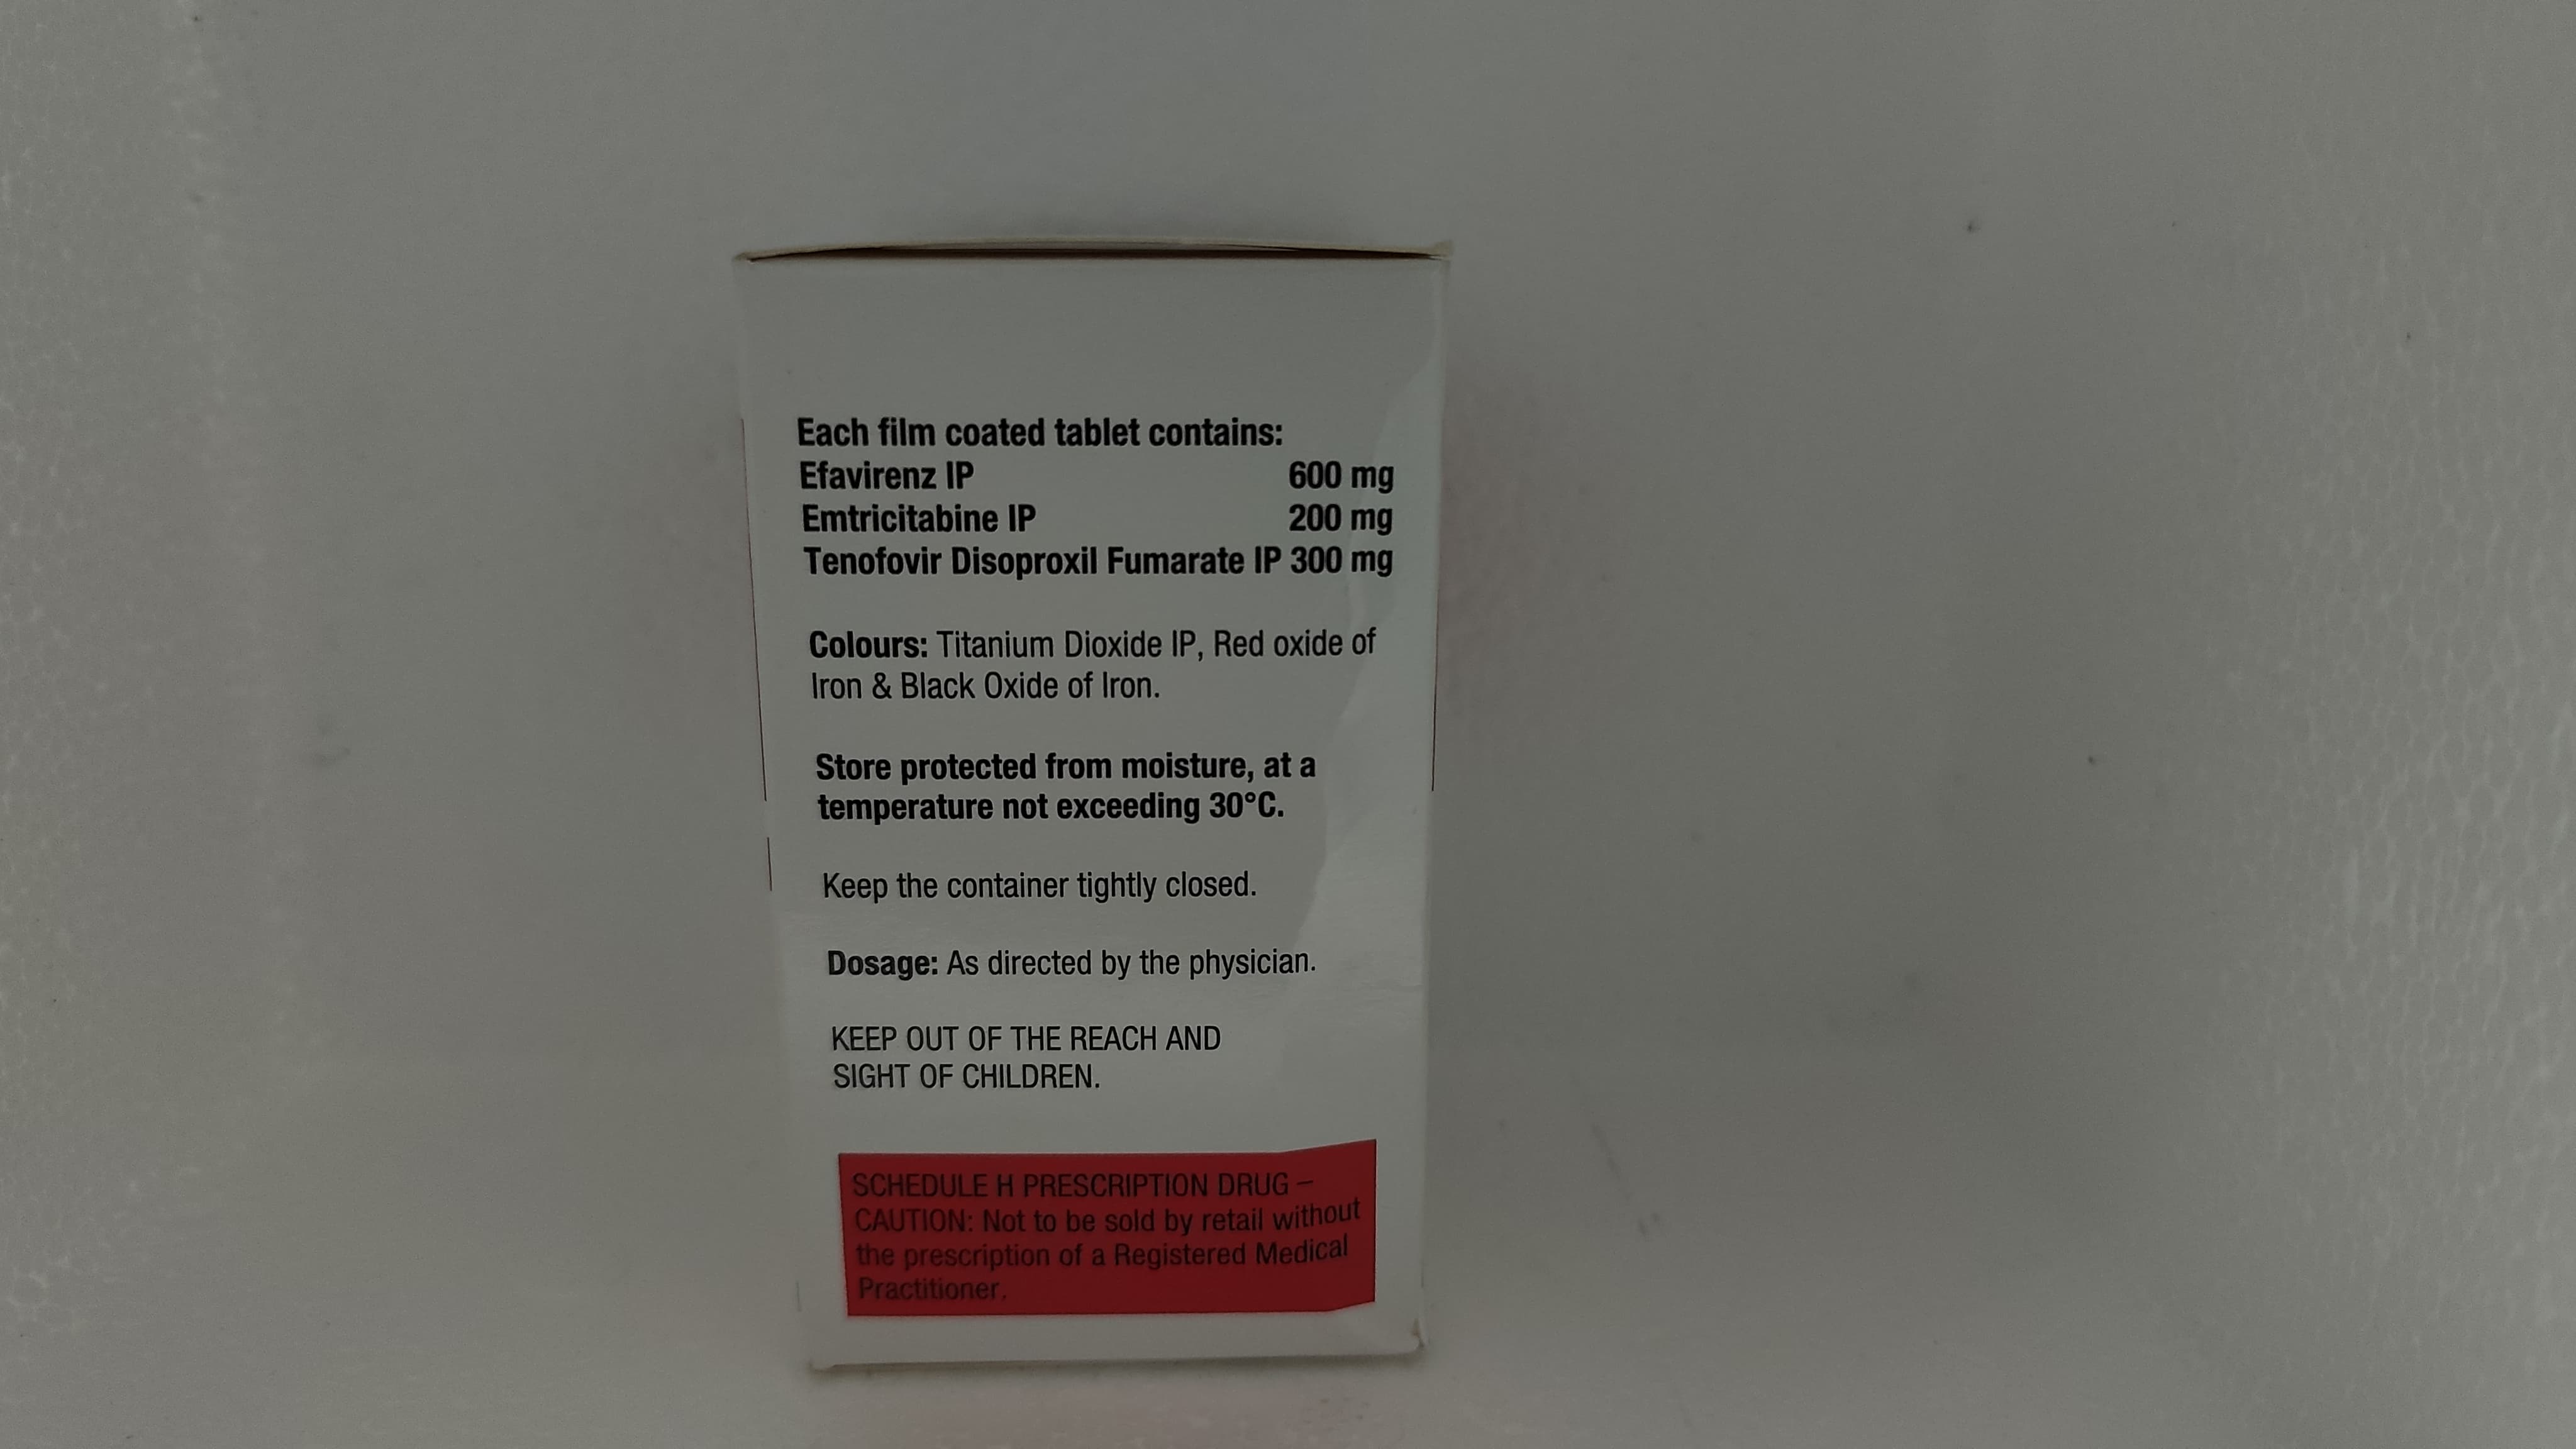 Each film coated tablet contains:
Efavirenz IP 600 mg
Emtricitabine IP 200 mg
Tenofovir Disoproxil Fumarate IP 300 mg
Colours: Titanium Dioxide IP, Red oxide of
Iron & Black Oxide of Iron.
Store protected from moisture, at a
temperature not exceeding 30°C.
Keep the container tightly closed.
Dosage: As directed by the physician.
KEEP OUT OF THE REACH AND
SIGHT OF CHILDREN.
SCHEDULE H PRESCRIPTION DRUG –
CAUTION: Not to be sold by retail without
the prescription of a Registered Medical
Practitioner.